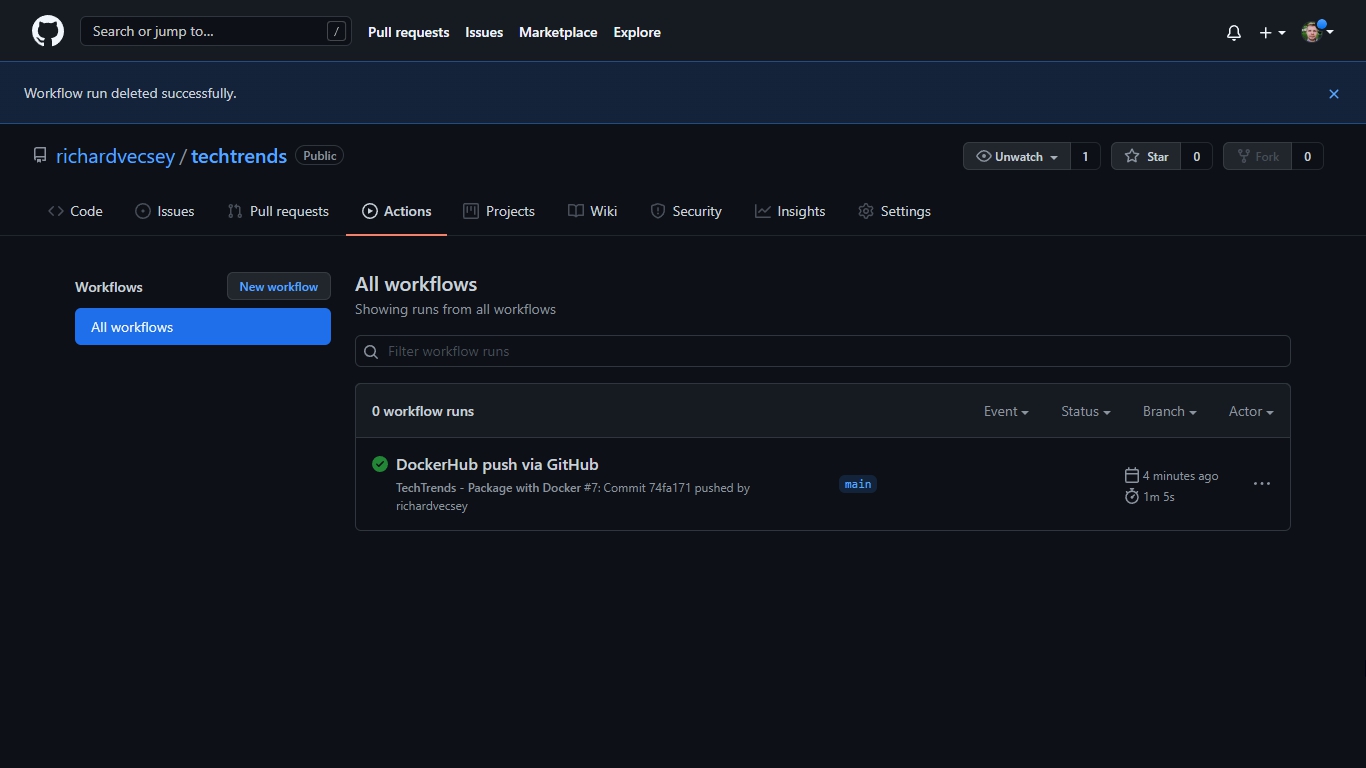 Search or jump to... /
Pull requests Issues Marketplace Explore
Workflow run deleted successfully.
richardvecsey / techtrends Public
Unwatch 1 Star 0 Fork 0
Code Issues Pull requests Actions Projects Wiki Security Insights Settings
Workflows New workflow
All workflows
All workflows
Showing runs from all workflows
Filter workflow runs
0 workflow runs Event Status Branch Actor
DockerHub push via GitHub
TechTrends - Package with Docker #7: Commit 74fa171 pushed by
richardvecsey
main
4 minutes ago
1m 5s